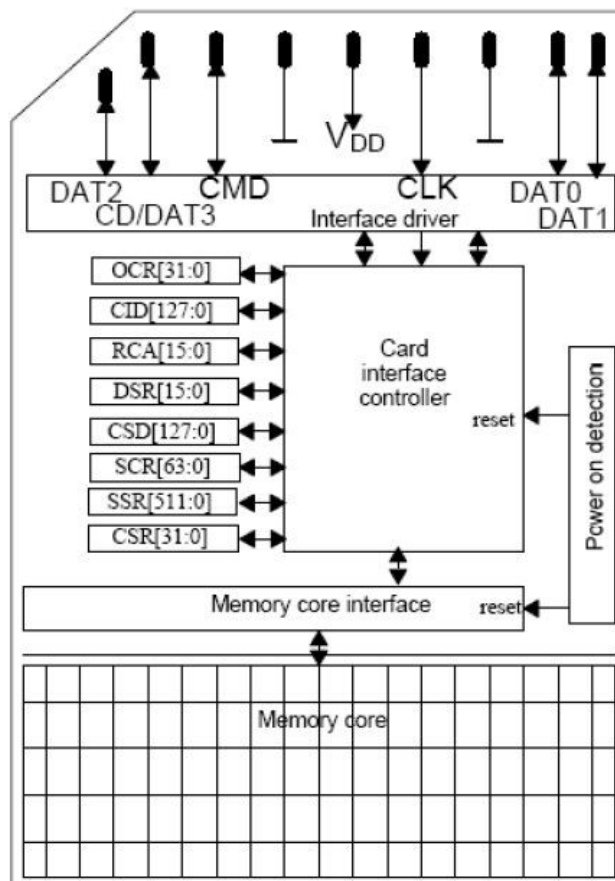 VDD
DAT2
CMD
CLK
DAT0
CD/DAT3
Interface driver
DAT1
OCR[31:0]
CID[127:0]
RCA[15:0]
DSR[15:0]
CSD[127:0]
SCR[63:0]
SSR[511:0]
CSR[31:0]
Card
interface
controller
reset
Power on detection
Memory core interface
reset
Memory core